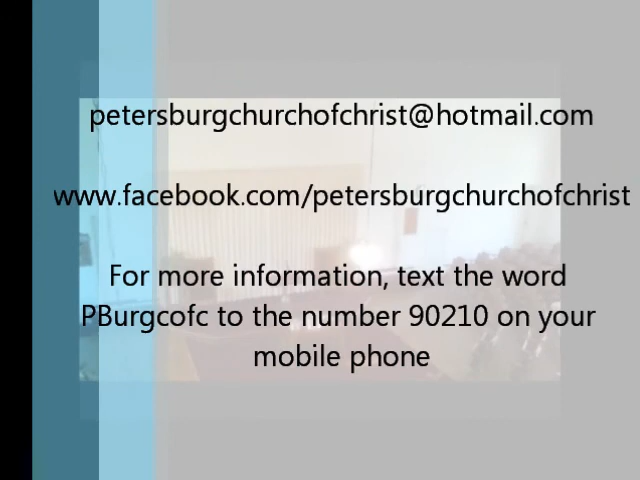 petersburgchurchofchrist@hotmail.com
www.facebook.com/petersburgchurchofchrist
For more information, text the word
PBurgcofc to the number 90210 on your
mobile phone